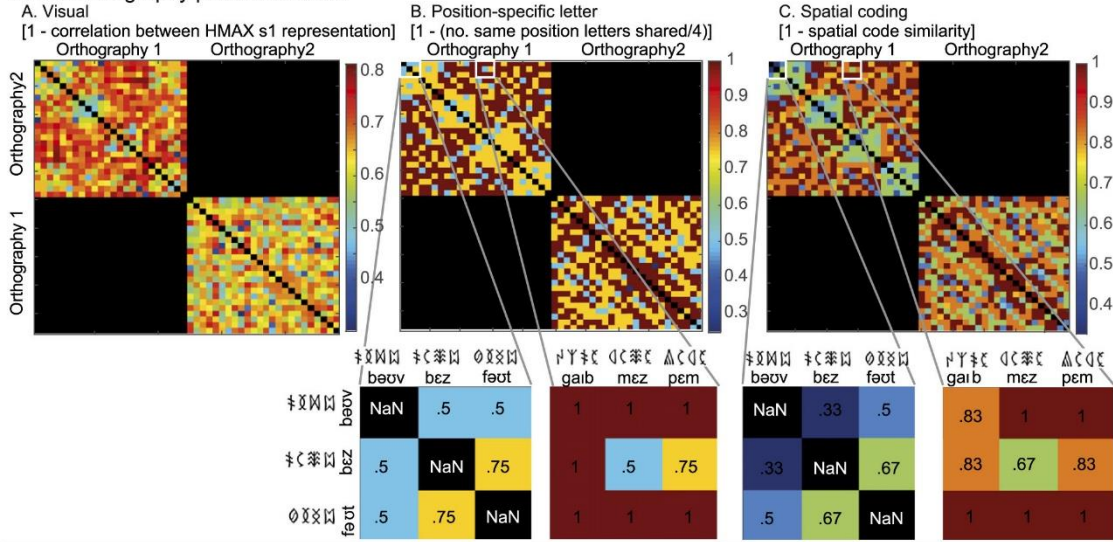 A. Visual
[1 - correlation between HMAX s1 representation]
Orthography 1 Orthography2
Orthography2
Orthography 1
0.8
0.7
0.6
0.5
0.4
B. Position-specific letter
[1 - (no. same position letters shared/4)]
Orthography 1 Orthography2
1
0.9
0.8
0.7
0.6
0.5
0.4
0.3
C. Spatial coding
[1 - spatial code similarity]
Orthography 1 Orthography2
1
0.9
0.8
0.7
0.6
0.5
0.4
bəʊv bɛz fəʊt
bəʊv NaN .5 .5
bɛz .5 NaN .75
fəʊt .5 .75 NaN
gaɪb mɛz pɛm
1 1 1
1 .5 .75
1 1 1
bəʊv bɛz fəʊt
bəʊv NaN .33 .5
bɛz .33 NaN .67
fəʊt .5 .67 NaN
gaɪb mɛz pɛm
.83 1 1
.83 .67 .83
1 1 1